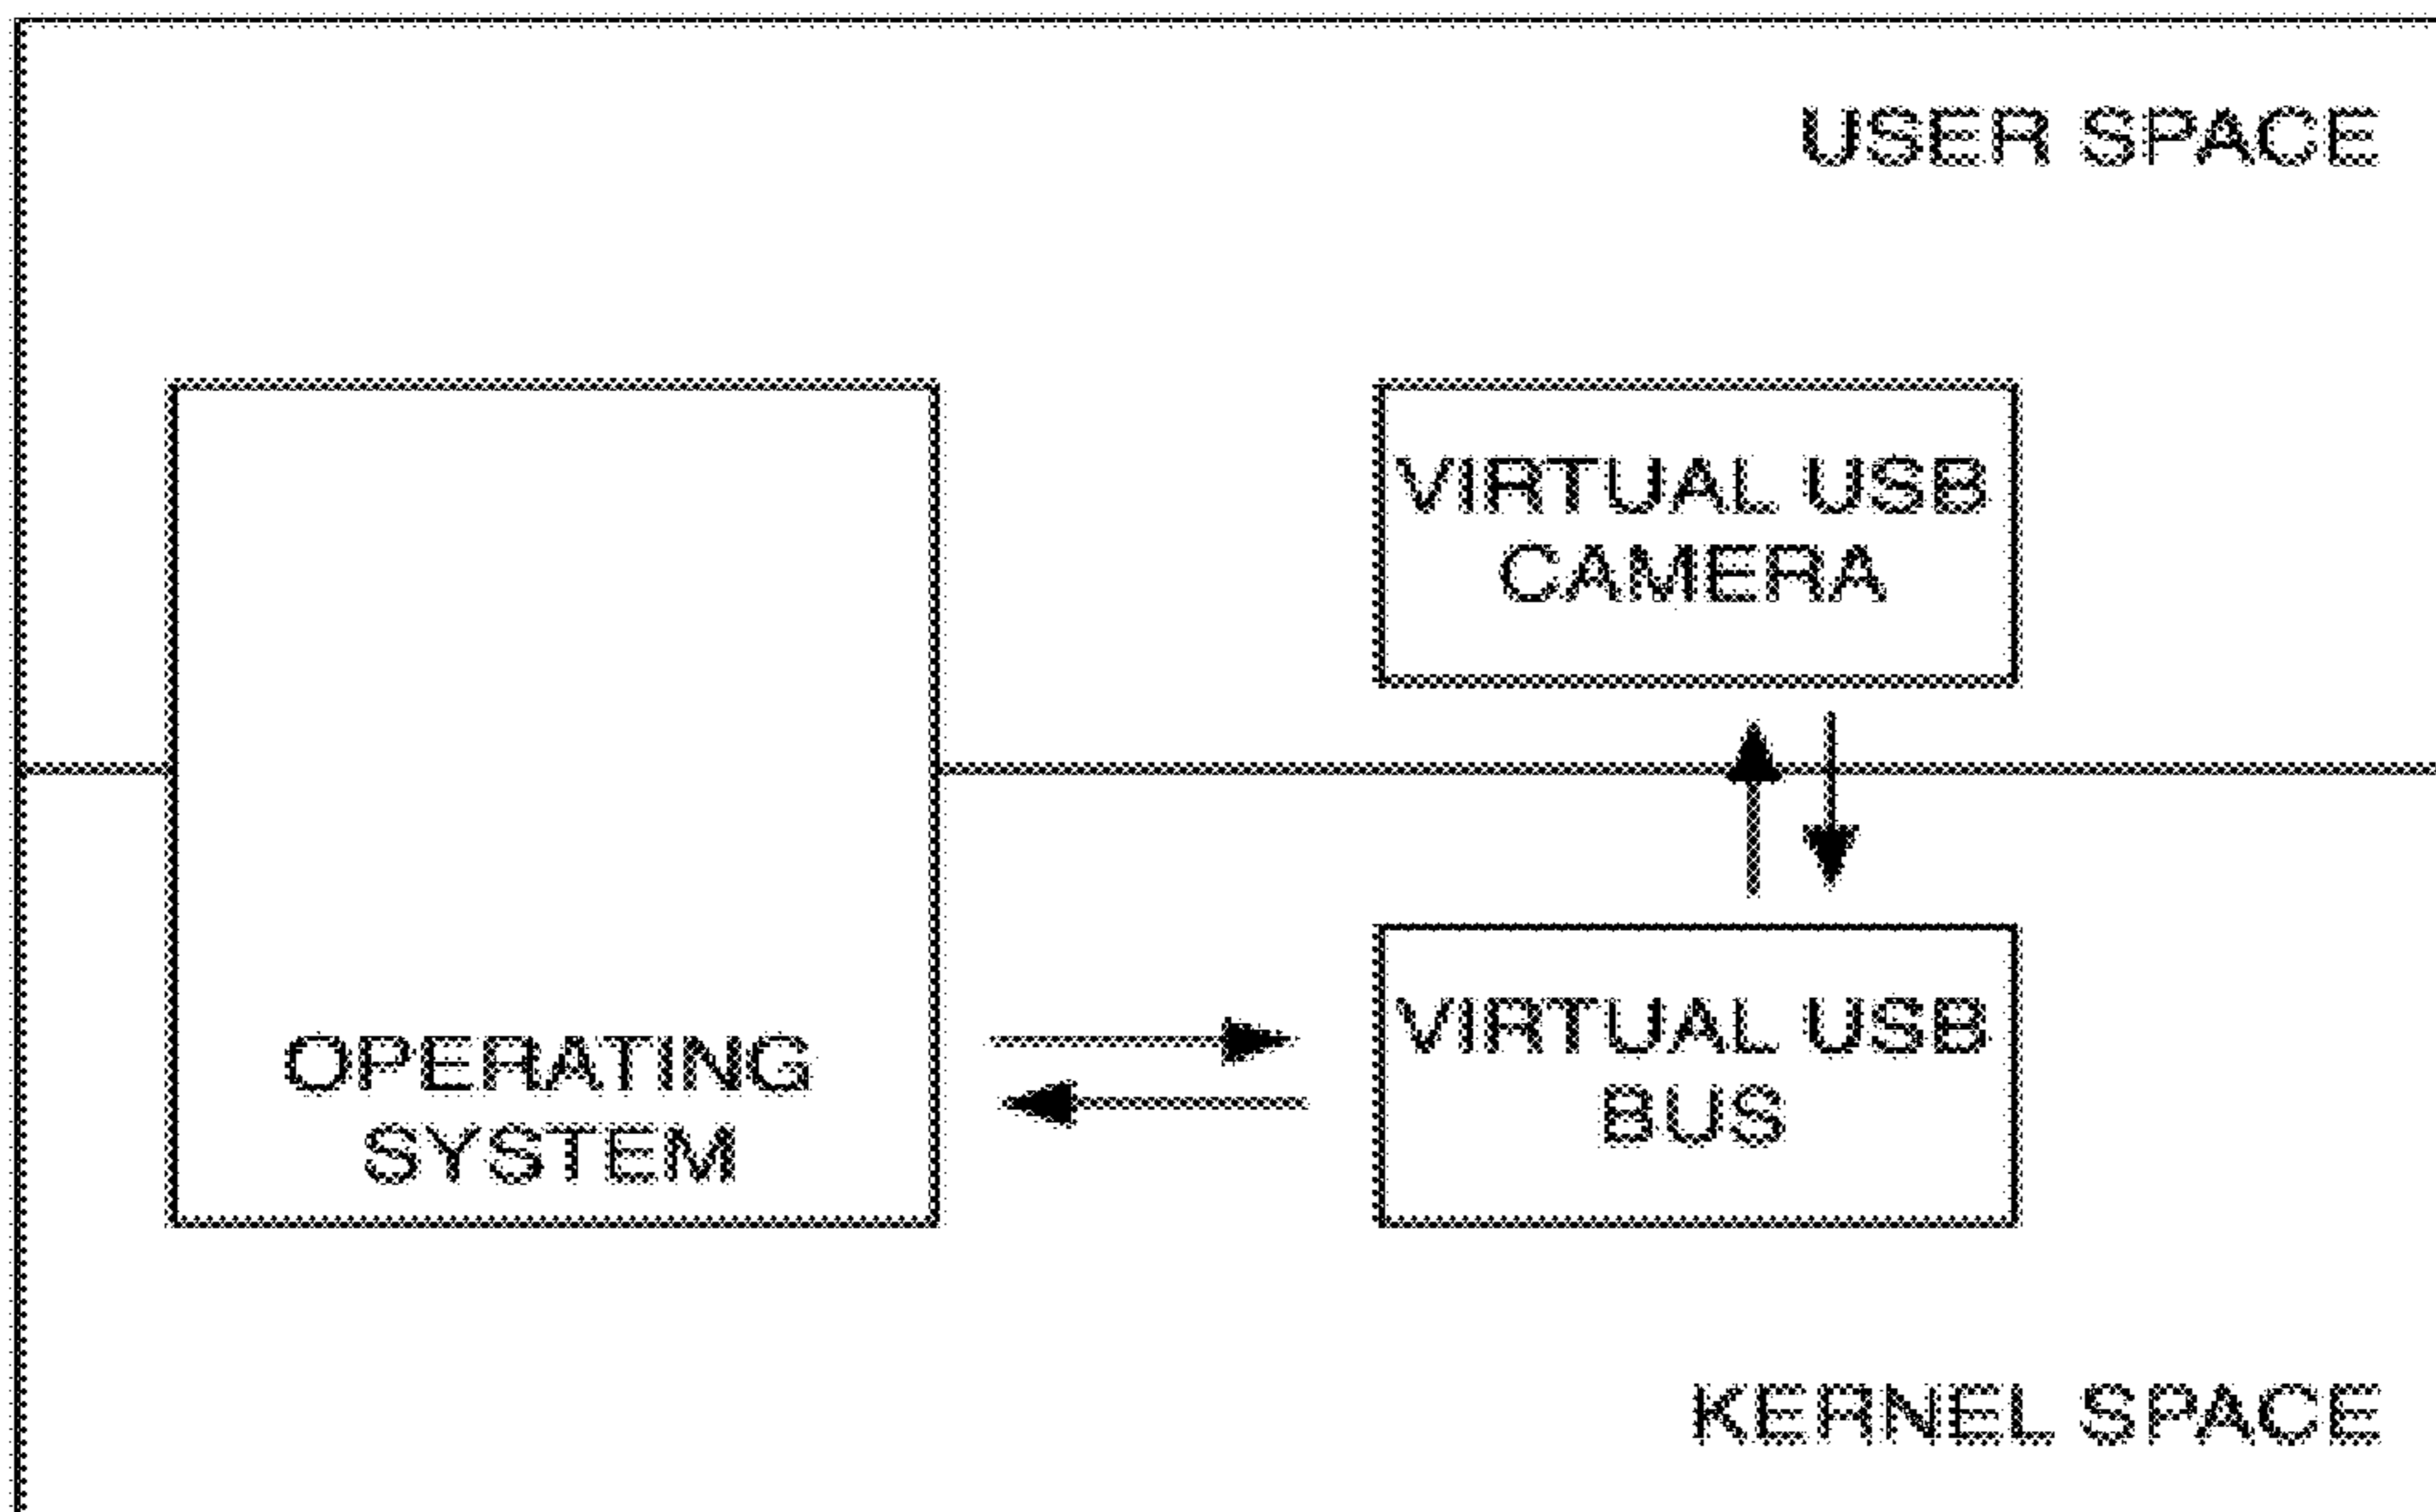 USER SPACE
VIRTUAL USB
CAMERA
OPERATING
SYSTEM
VIRTUAL USB
BUS
KERNEL SPACE